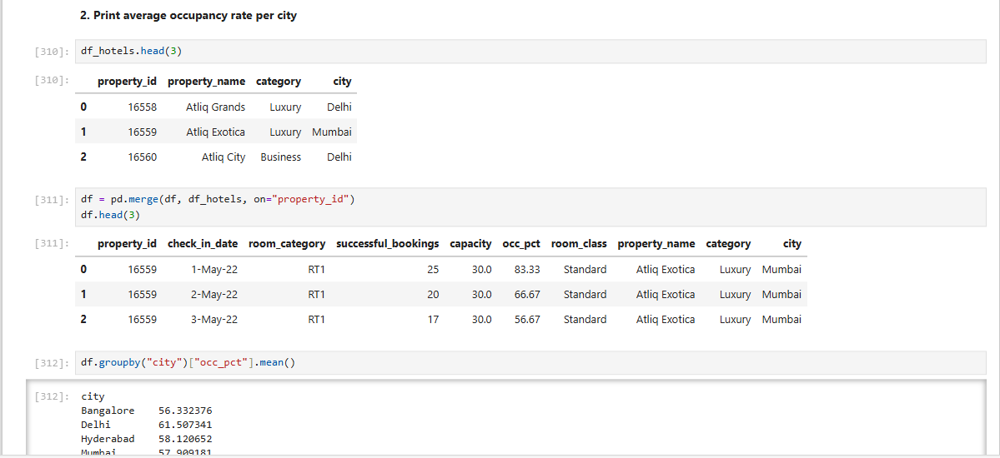 2. Print average occupancy rate per city
[310]: df_hotels.head(3)
[310]: property_id property_name category city
0 16558 Atliq Grands Luxury Delhi
1 16559 Atliq Exotica Luxury Mumbai
2 16560 Atliq City Business Delhi
[311]: df = pd.merge(df, df_hotels, on="property_id")
df.head(3)
[311]: property_id check_in_date room_category successful_bookings capacity occ_pct room_class property_name category city
0 16559 1-May-22 RT1 25 30.0 83.33 Standard Atliq Exotica Luxury Mumbai
1 16559 2-May-22 RT1 20 30.0 66.67 Standard Atliq Exotica Luxury Mumbai
2 16559 3-May-22 RT1 17 30.0 56.67 Standard Atliq Exotica Luxury Mumbai
[312]: df.groupby("city")["occ_pct"].mean()
[312]: city
Bangalore 56.332376
Delhi 61.507341
Hyderabad 58.120652
Mumbai 57.909181